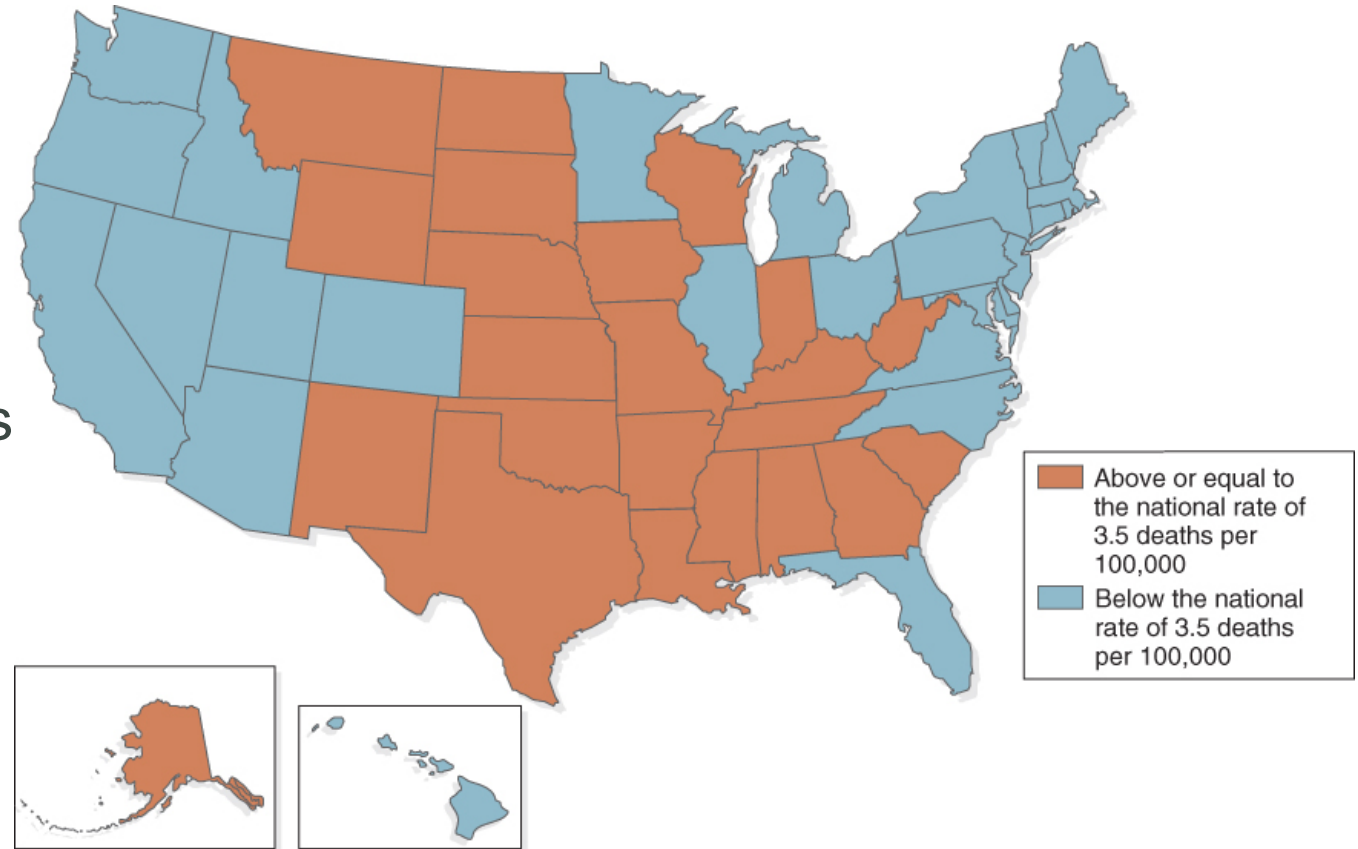 s
Above or equal to
the national rate of
3.5 deaths per
100,000
Below the national
rate of 3.5 deaths
per 100,000